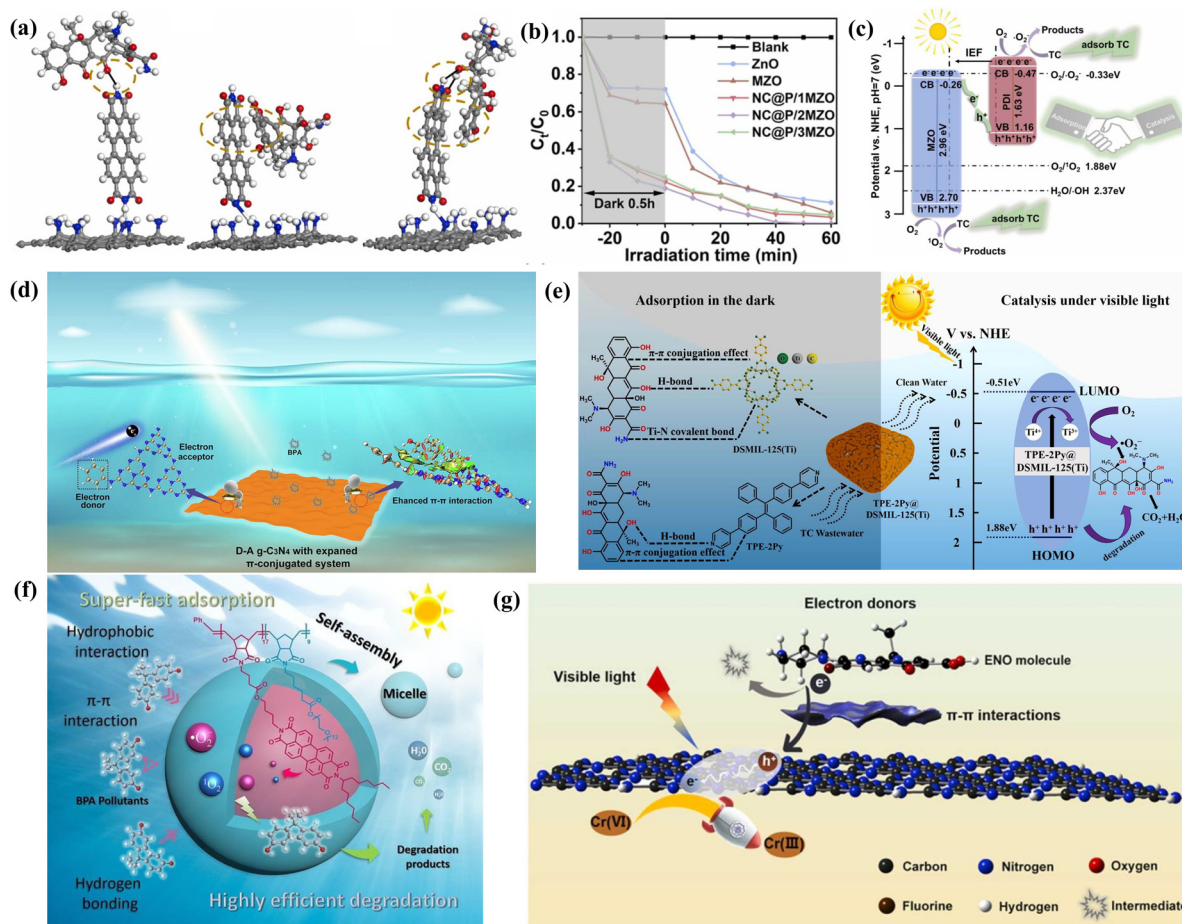 (a)
(b)
C_t/C_0
1.0
0.8
0.6
0.4
0.2
0.0
Blank
ZnO
MZO
NC@P/1MZO
NC@P/2MZO
NC@P/3MZO
Dark 0.5h
-20 -10 0 10 20 30 40 50 60
Irradiation time (min)
(c)
Potential vs. NHE, pH=7 (eV)
-1
0
1
2
3
O₂ ·O₂⁻ Products
TC adsorb TC
IEF
e⁻e⁻e⁻e⁻
CB -0.47
O₂/·O₂⁻ -0.33eV
e⁻e⁻e⁻e⁻
CB -0.26
e⁻
h⁺
PDI
1.63 eV
VB 1.16
h⁺h⁺h⁺h⁺
Adsorption
Catalysis
MZO
2.96 eV
O₂/¹O₂ 1.88eV
H₂O/·OH 2.37eV
VB 2.70
h⁺h⁺h⁺h⁺
O₂ TC adsorb TC
¹O₂ Products
(d)
Electron
acceptor
Electron
donor
BPA
Enhanced π-π interaction
D-A g-C₃N₄ with expaned
π-conjugated system
(e)
Adsorption in the dark
π-π conjugation effect
H-bond
Ti-N covalent bond
DSMIL-125(Ti)
H-bond
π-π conjugation effect
TPE-2Py
Clean Water
TPE-2Py@
DSMIL-125(Ti)
TC Wastewater
Visible light
Catalysis under visible light
V vs. NHE
Potential
-1
-0.5
0
0.5
1
1.5
2
-0.51eV
LUMO
e⁻ e⁻ e⁻ e⁻
Ti⁴⁺ Ti³⁺
TPE-2Py@
DSMIL-125(Ti)
O₂
·O₂⁻
CO₂+H₂O
1.88eV
h⁺ h⁺ h⁺ h⁺
HOMO
degradation
(f)
Super-fast adsorption
Hydrophobic
interaction
π-π
interaction
BPA Pollutants
Hydrogen
bonding
Self-assembly
Micelle
Ph
17
12
·O₂
¹O₂
H₂0
CO₂
Degradation
products
Highly efficient degradation
(g)
Electron donors
ENO molecule
Visible light
e⁻
π-π interactions
h⁺
e⁻
Cr(VI)
Cr(III)
Carbon
Nitrogen
Oxygen
Fluorine
Hydrogen
Intermediate